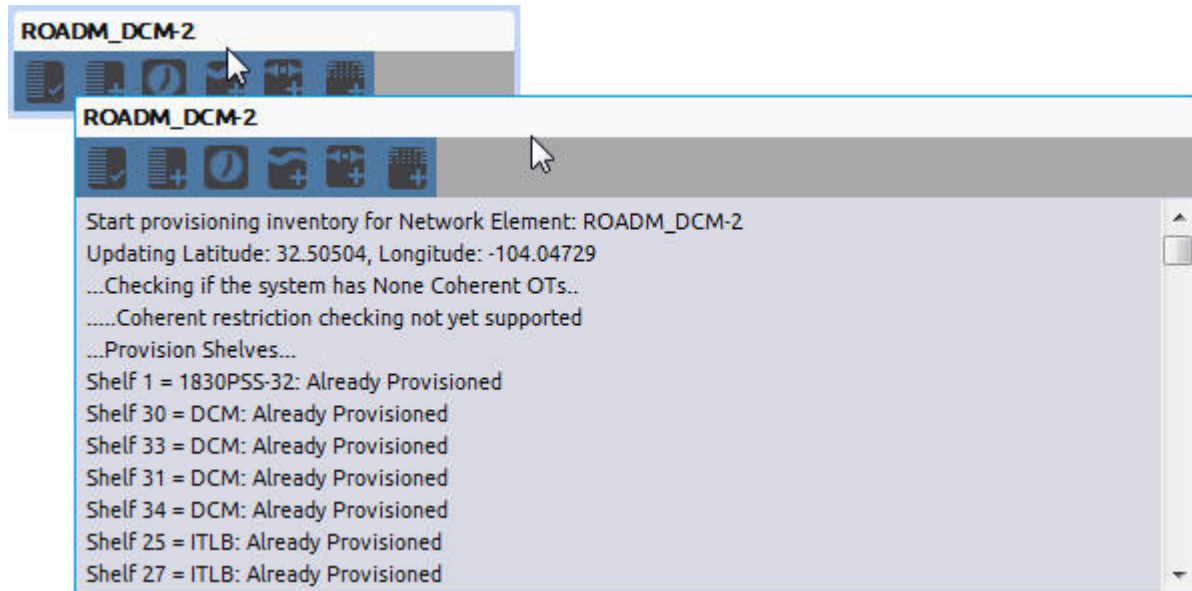 ROADM_DCM-2
ROADM_DCM-2
Start provisioning inventory for Network Element: ROADM_DCM-2
Updating Latitude: 32.50504, Longitude: -104.04729
...Checking if the system has None Coherent OTs..
.....Coherent restriction checking not yet supported
...Provision Shelves...
Shelf 1 = 1830PSS-32: Already Provisioned
Shelf 30 = DCM: Already Provisioned
Shelf 33 = DCM: Already Provisioned
Shelf 31 = DCM: Already Provisioned
Shelf 34 = DCM: Already Provisioned
Shelf 25 = ITLB: Already Provisioned
Shelf 27 = ITLB: Already Provisioned